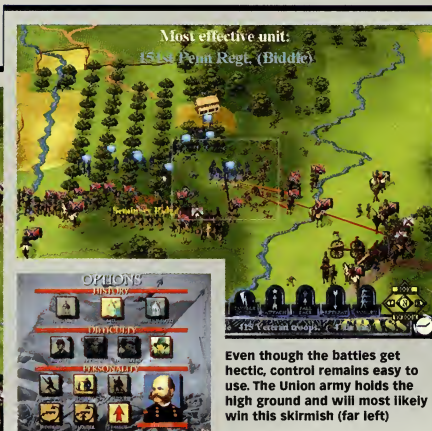 Most effective unit:
151st Penn Regt. (Biddle)
Seminary Ridge
OPTIONS
HISTORY
DIFFICULTY
PERSONALITY
415 Veteran troops.
Even though the battles get
hectic, control remains easy to
use. The Union army holds the
high ground and will most likely
win this skirmish (far left)